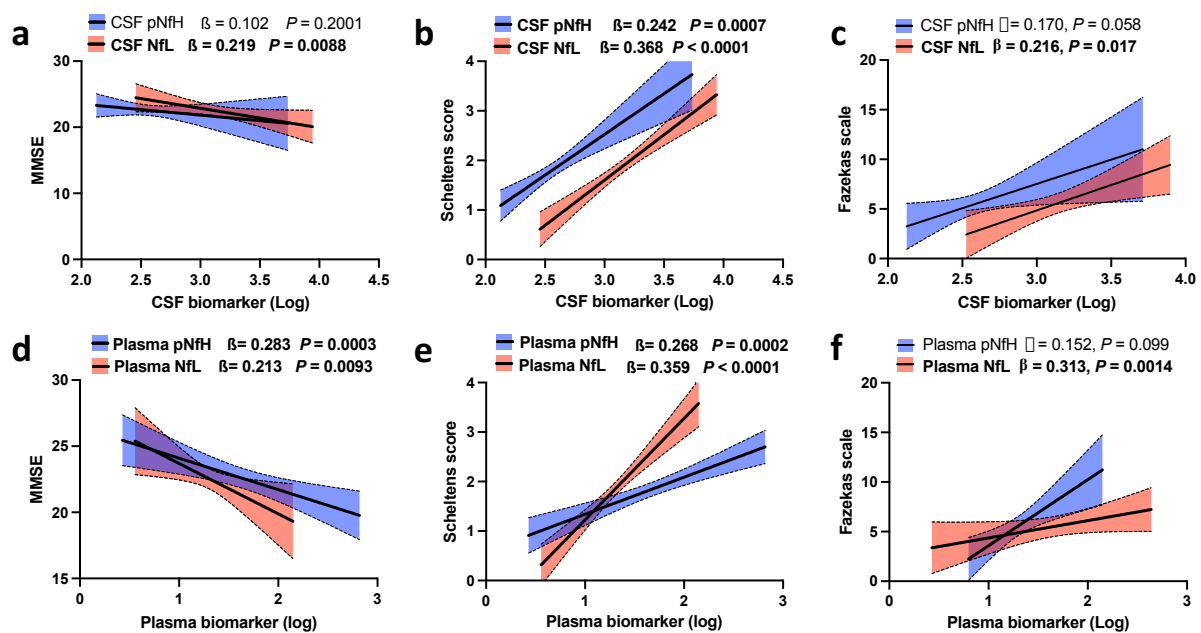 a
CSF pNfH ß = 0.102 P = 0.2001
CSF NfL ß = 0.219 P = 0.0088
30
20
10
0
MMSE
2.0 2.5 3.0 3.5 4.0 4.5
CSF biomarker (Log)
b
CSF pNfH ß= 0.242 P = 0.0007
CSF NfL ß= 0.368 P < 0.0001
4
3
2
1
0
Scheltens score
2.0 2.5 3.0 3.5 4.0 4.5
CSF biomarker (Log)
c
CSF pNfH □= 0.170, P = 0.058
CSF NFL β = 0.216, P = 0.017
20
15
10
5
0
Fazekas scale
2.0 2.5 3.0 3.5 4.0
CSF biomarker (Log)
d
Plasma pNfH ß= 0.283 P = 0.0003
Plasma NfL ß= 0.213 P = 0.0093
30
25
20
15
MMSE
0 1 2 3
Plasma biomarker (log)
e
Plasma pNfH ß= 0.268 P = 0.0002
Plasma NfL ß= 0.359 P < 0.0001
4
3
2
1
0
Scheltens score
0 1 2 3
Plasma biomarker (log)
f
Plasma pNfH □= 0.152, P = 0.099
Plasma NFL β = 0.313, P = 0.0014
20
15
10
5
0
Fazekas scale
0 1 2 3
Plasma biomarker (log)